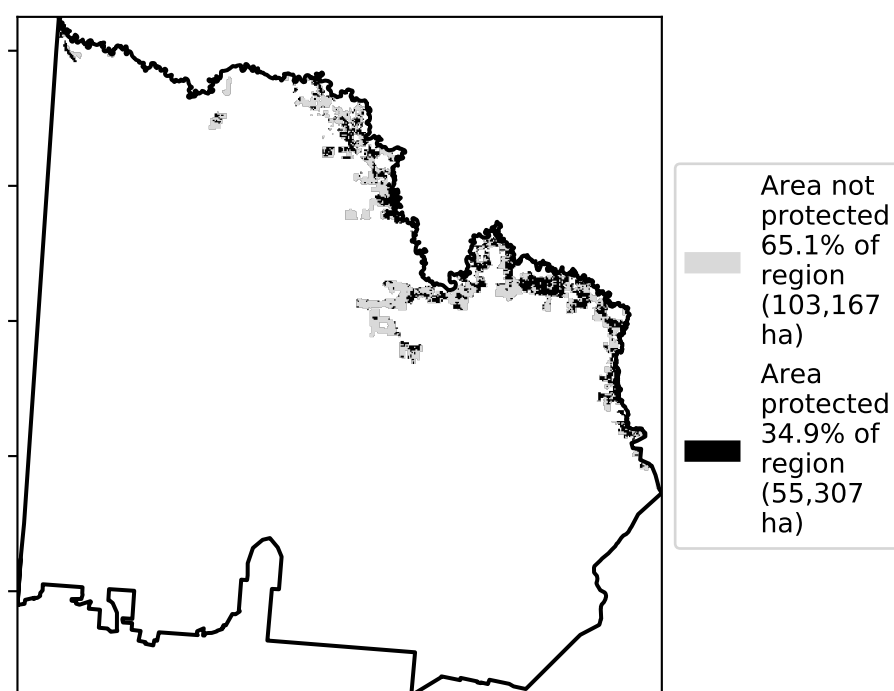 Area not
protected
65.1% of
region
(103,167
ha)
Area
protected
34.9% of
region
(55,307
ha)